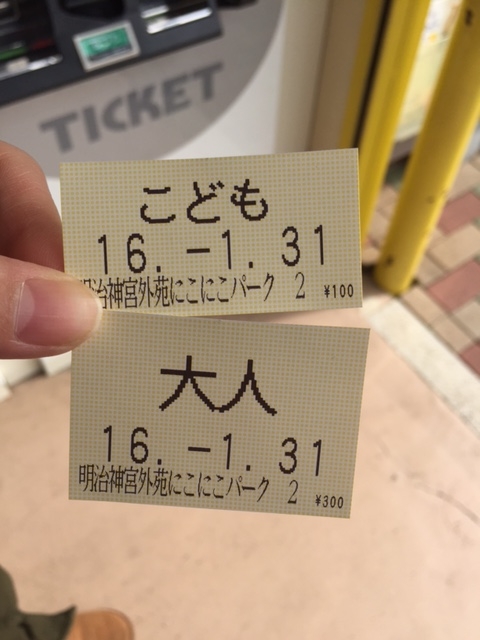 TICKET
こども
16.-1.31
明治神宮外苑にこにこパーク 2 ¥100
大人
16.-1.31
明治神宮外苑にこにこパーク 2 ¥300